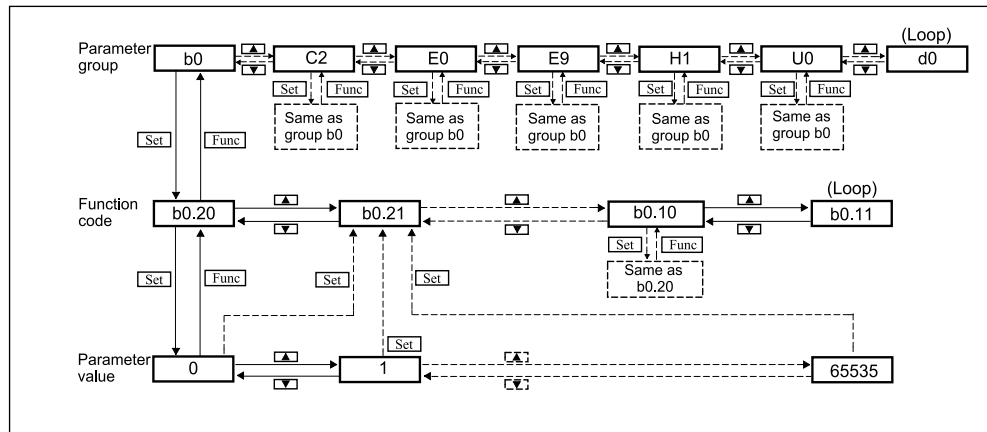 Parameter group
b0
▲
▼
C2
▲
▼
E0
▲
▼
E9
▲
▼
H1
▲
▼
U0
▲
▼
(Loop)
d0
Set
Func
Same as group b0
Set
Func
Same as group b0
Set
Func
Same as group b0
Set
Func
Same as group b0
Set
Func
Same as group b0
Set
Func
Function code
b0.20
▲
▼
b0.21
▲
▼
b0.10
▲
▼
(Loop)
b0.11
Set
Func
Same as b0.20
Set
Func
Set
Set
Set
Parameter value
0
▲
▼
1
▲
▼
65535